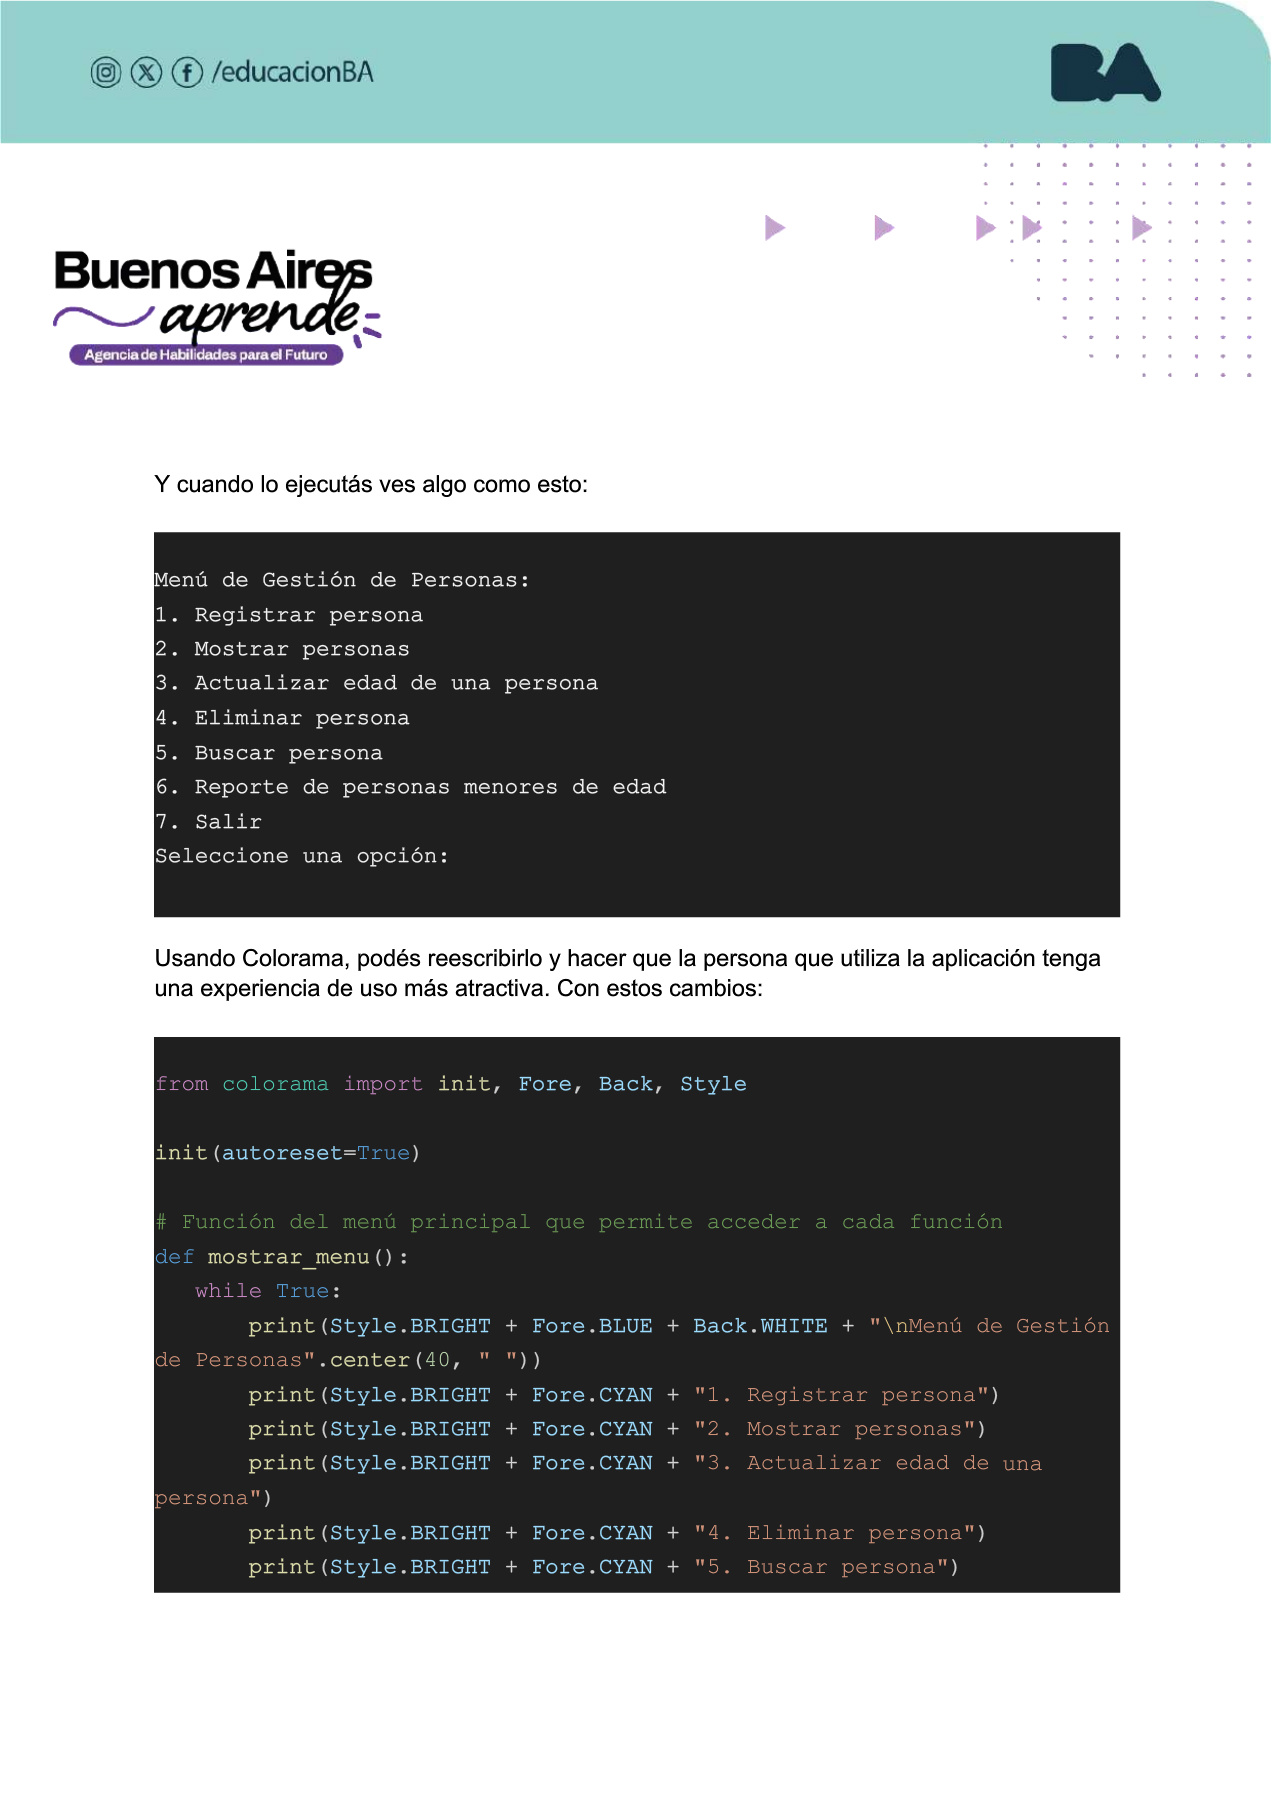 /educacionBA
BA
Buenos Aires
aprende
Agencia de Habilidades para el Futuro
Y cuando lo ejecutás ves algo como esto:
Menú de Gestión de Personas:
1. Registrar persona
2. Mostrar personas
3. Actualizar edad de una persona
4. Eliminar persona
5. Buscar persona
6. Reporte de personas menores de edad
7. Salir
Seleccione una opción:
Usando Colorama, podés reescribirlo y hacer que la persona que utiliza la aplicación tenga
una experiencia de uso más atractiva. Con estos cambios:
from colorama import init, Fore, Back, Style
init(autoreset=True)
# Función del menú principal que permite acceder a cada función
def mostrar_menu():
   while True:
       print(Style.BRIGHT + Fore.BLUE + Back.WHITE + "\nMenú de Gestión
de Personas".center(40, " "))
       print(Style.BRIGHT + Fore.CYAN + "1. Registrar persona")
       print(Style.BRIGHT + Fore.CYAN + "2. Mostrar personas")
       print(Style.BRIGHT + Fore.CYAN + "3. Actualizar edad de una
persona")
       print(Style.BRIGHT + Fore.CYAN + "4. Eliminar persona")
       print(Style.BRIGHT + Fore.CYAN + "5. Buscar persona")